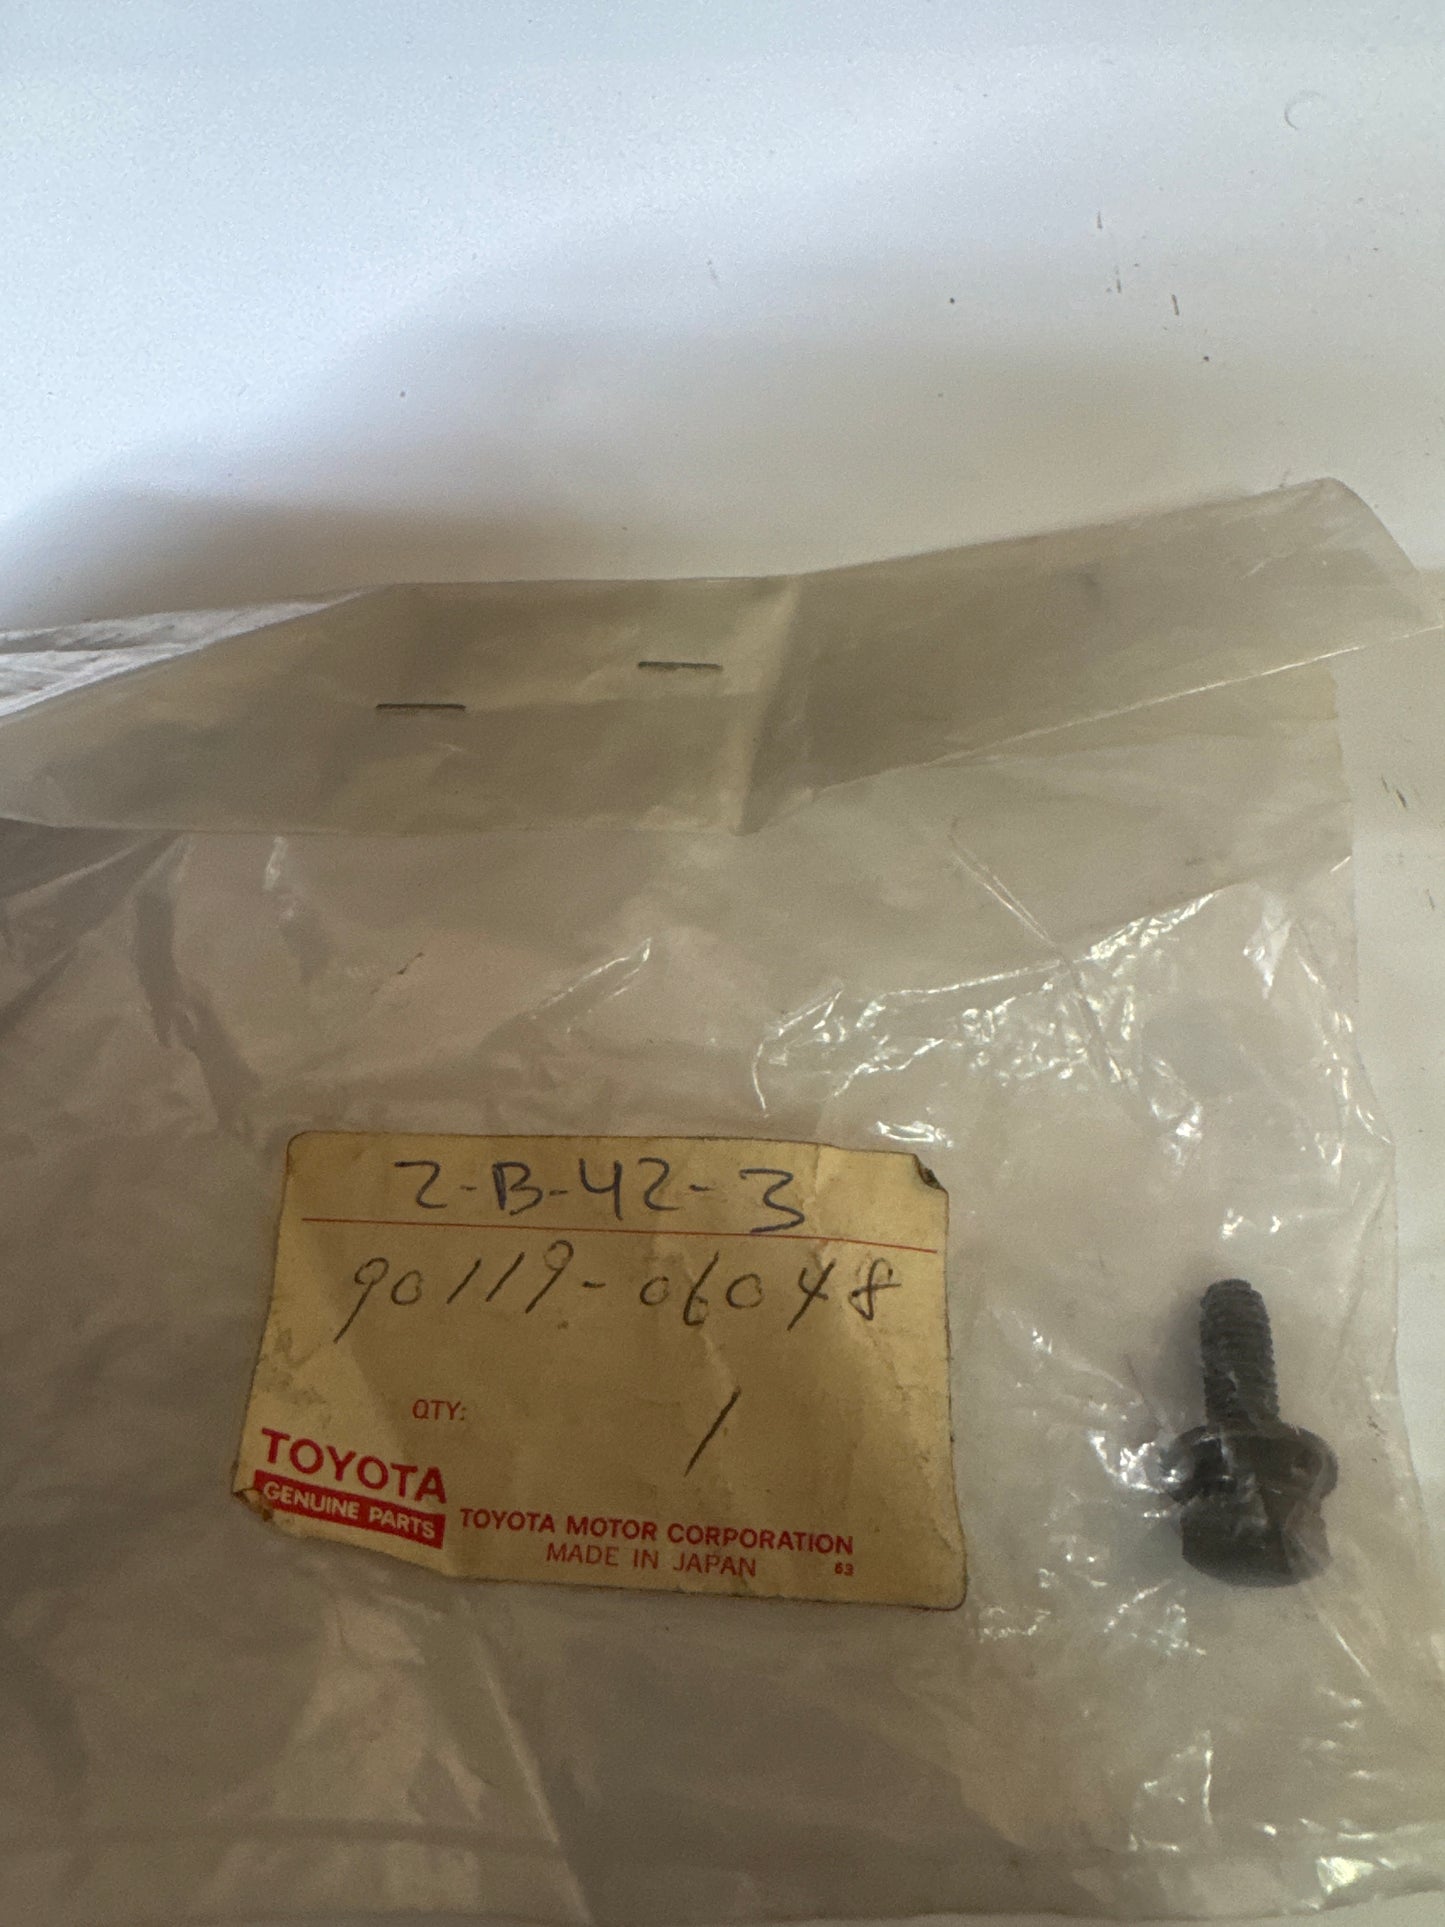 2-B-42-3
90119-06048
QTY: 1
TOYOTA
GENUINE PARTS
TOYOTA MOTOR CORPORATION
MADE IN JAPAN 63